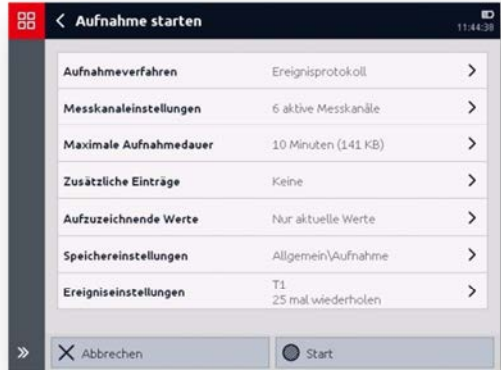 Aufnahme starten
11:44:38
Aufnahmeverfahren Ereignisprotokoll
Messkanaleinstellungen 6 aktive Messkanäle
Maximale Aufnahmedauer 10 Minuten (141 KB)
Zusätzliche Einträge Keine
Aufzuzeichnende Werte Nur aktuelle Werte
Speichereinstellungen Allgemein\Aufnahme
Ereigniseinstellungen T1
25 mal wiederholen
Abbrechen Start